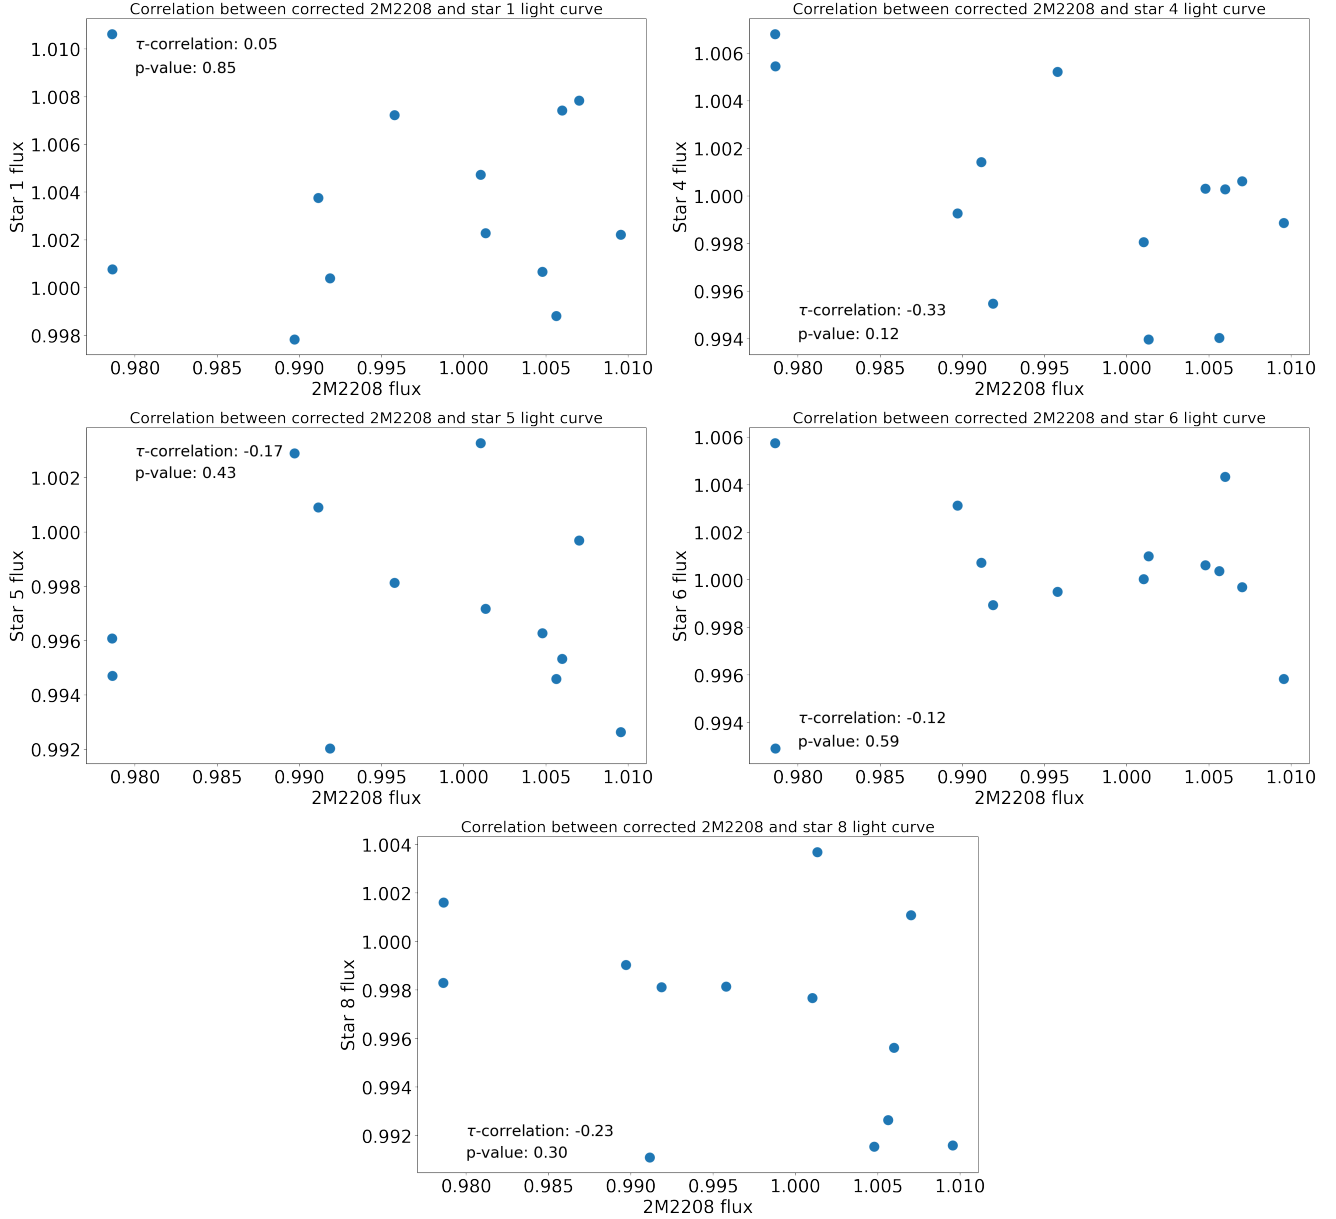 Correlation between corrected 2M2208 and star 1 light curve
τ-correlation: 0.05
p-value: 0.85
1.010
1.008
1.006
1.004
1.002
1.000
0.998
Star 1 flux
0.980 0.985 0.990 0.995 1.000 1.005 1.010
2M2208 flux
Correlation between corrected 2M2208 and star 4 light curve
1.006
1.004
1.002
1.000
0.998
0.996
0.994
Star 4 flux
τ-correlation: -0.33
p-value: 0.12
0.980 0.985 0.990 0.995 1.000 1.005 1.010
2M2208 flux
Correlation between corrected 2M2208 and star 5 light curve
τ-correlation: -0.17
p-value: 0.43
1.002
1.000
0.998
0.996
0.994
0.992
Star 5 flux
0.980 0.985 0.990 0.995 1.000 1.005 1.010
2M2208 flux
Correlation between corrected 2M2208 and star 6 light curve
1.006
1.004
1.002
1.000
0.998
0.996
0.994
Star 6 flux
τ-correlation: -0.12
p-value: 0.59
0.980 0.985 0.990 0.995 1.000 1.005 1.010
2M2208 flux
Correlation between corrected 2M2208 and star 8 light curve
1.004
1.002
1.000
0.998
0.996
0.994
0.992
Star 8 flux
τ-correlation: -0.23
p-value: 0.30
0.980 0.985 0.990 0.995 1.000 1.005 1.010
2M2208 flux